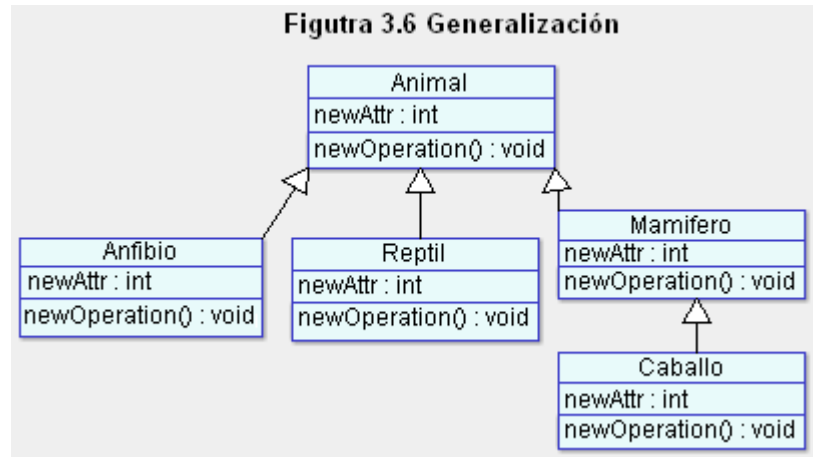 Figutra 3.6 Generalización
Animal
newAttr : int
newOperation() : void
Anfibio
newAttr : int
newOperation() : void
Reptil
newAttr : int
newOperation() : void
Mamifero
newAttr : int
newOperation() : void
Caballo
newAttr : int
newOperation() : void